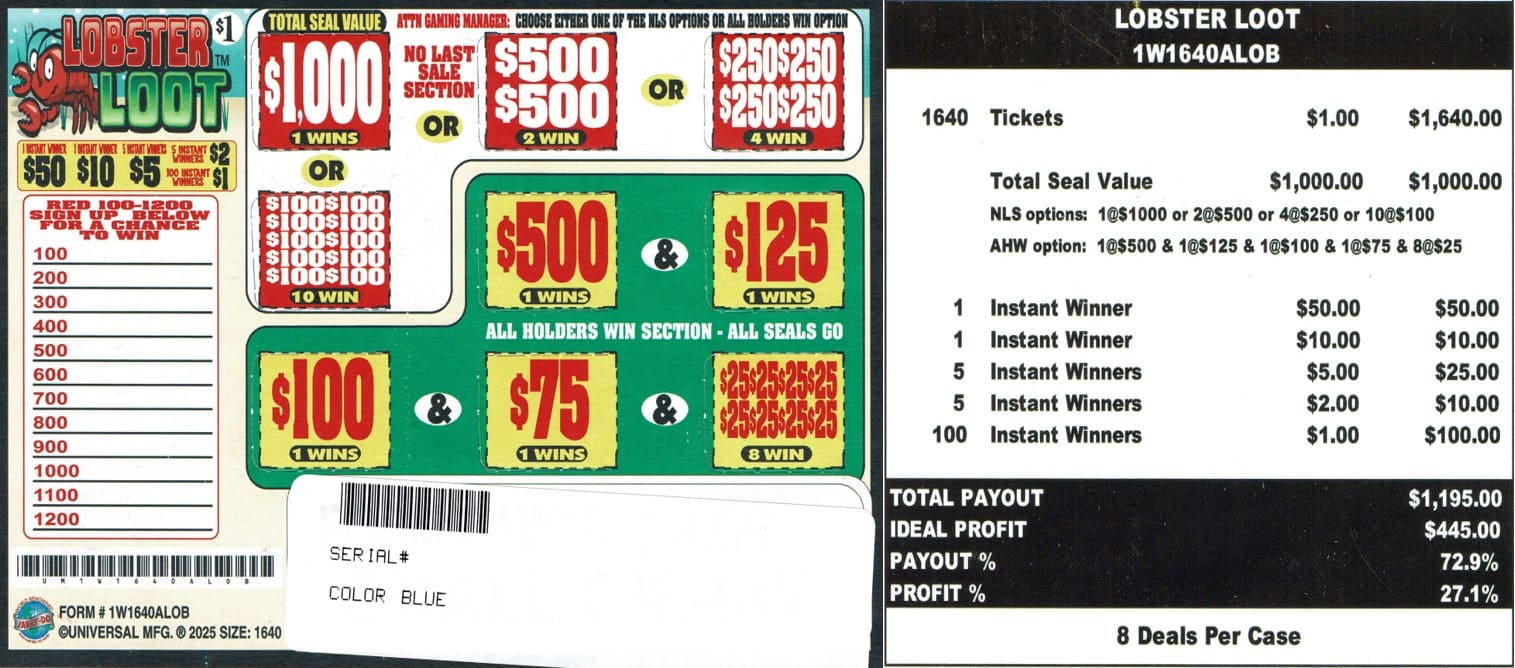 LOBSTER LOOT™
$1
1 INSTANT WINNER $50
1 INSTANT WINNER $10
5 INSTANT WINNERS $5
5 INSTANT WINNERS $2
100 INSTANT WINNERS $1
RED 100-1200
SIGN UP BELOW
FOR A CHANCE
TO WIN
100
200
300
400
500
600
700
800
900
1000
1100
1200
UM1W1640ALOB
FORM # 1W1640ALOB
©UNIVERSAL MFG. ® 2025 SIZE: 1640
TOTAL SEAL VALUE
ATTN GAMING MANAGER: CHOOSE EITHER ONE OF THE NLS OPTIONS OR ALL HOLDERS WIN OPTION
$1,000
1 WINS
NO LAST
SALE
SECTION
OR
$500
$500
2 WIN
OR
$250$250
$250$250
4 WIN
OR
$100$100
$100$100
$100$100
$100$100
$100$100
10 WIN
$500
1 WINS
&
$125
1 WINS
ALL HOLDERS WIN SECTION - ALL SEALS GO
$100
1 WINS
&
$75
1 WINS
&
$25$25$25$25
$25$25$25$25
8 WIN
SERIAL#
COLOR BLUE
LOBSTER LOOT
1W1640ALOB
1640 Tickets $1.00 $1,640.00
Total Seal Value $1,000.00 $1,000.00
NLS options: 1@$1000 or 2@$500 or 4@$250 or 10@$100
AHW option: 1@$500 & 1@$125 & 1@$100 & 1@$75 & 8@$25
1 Instant Winner $50.00 $50.00
1 Instant Winner $10.00 $10.00
5 Instant Winners $5.00 $25.00
5 Instant Winners $2.00 $10.00
100 Instant Winners $1.00 $100.00
TOTAL PAYOUT $1,195.00
IDEAL PROFIT $445.00
PAYOUT % 72.9%
PROFIT % 27.1%
8 Deals Per Case